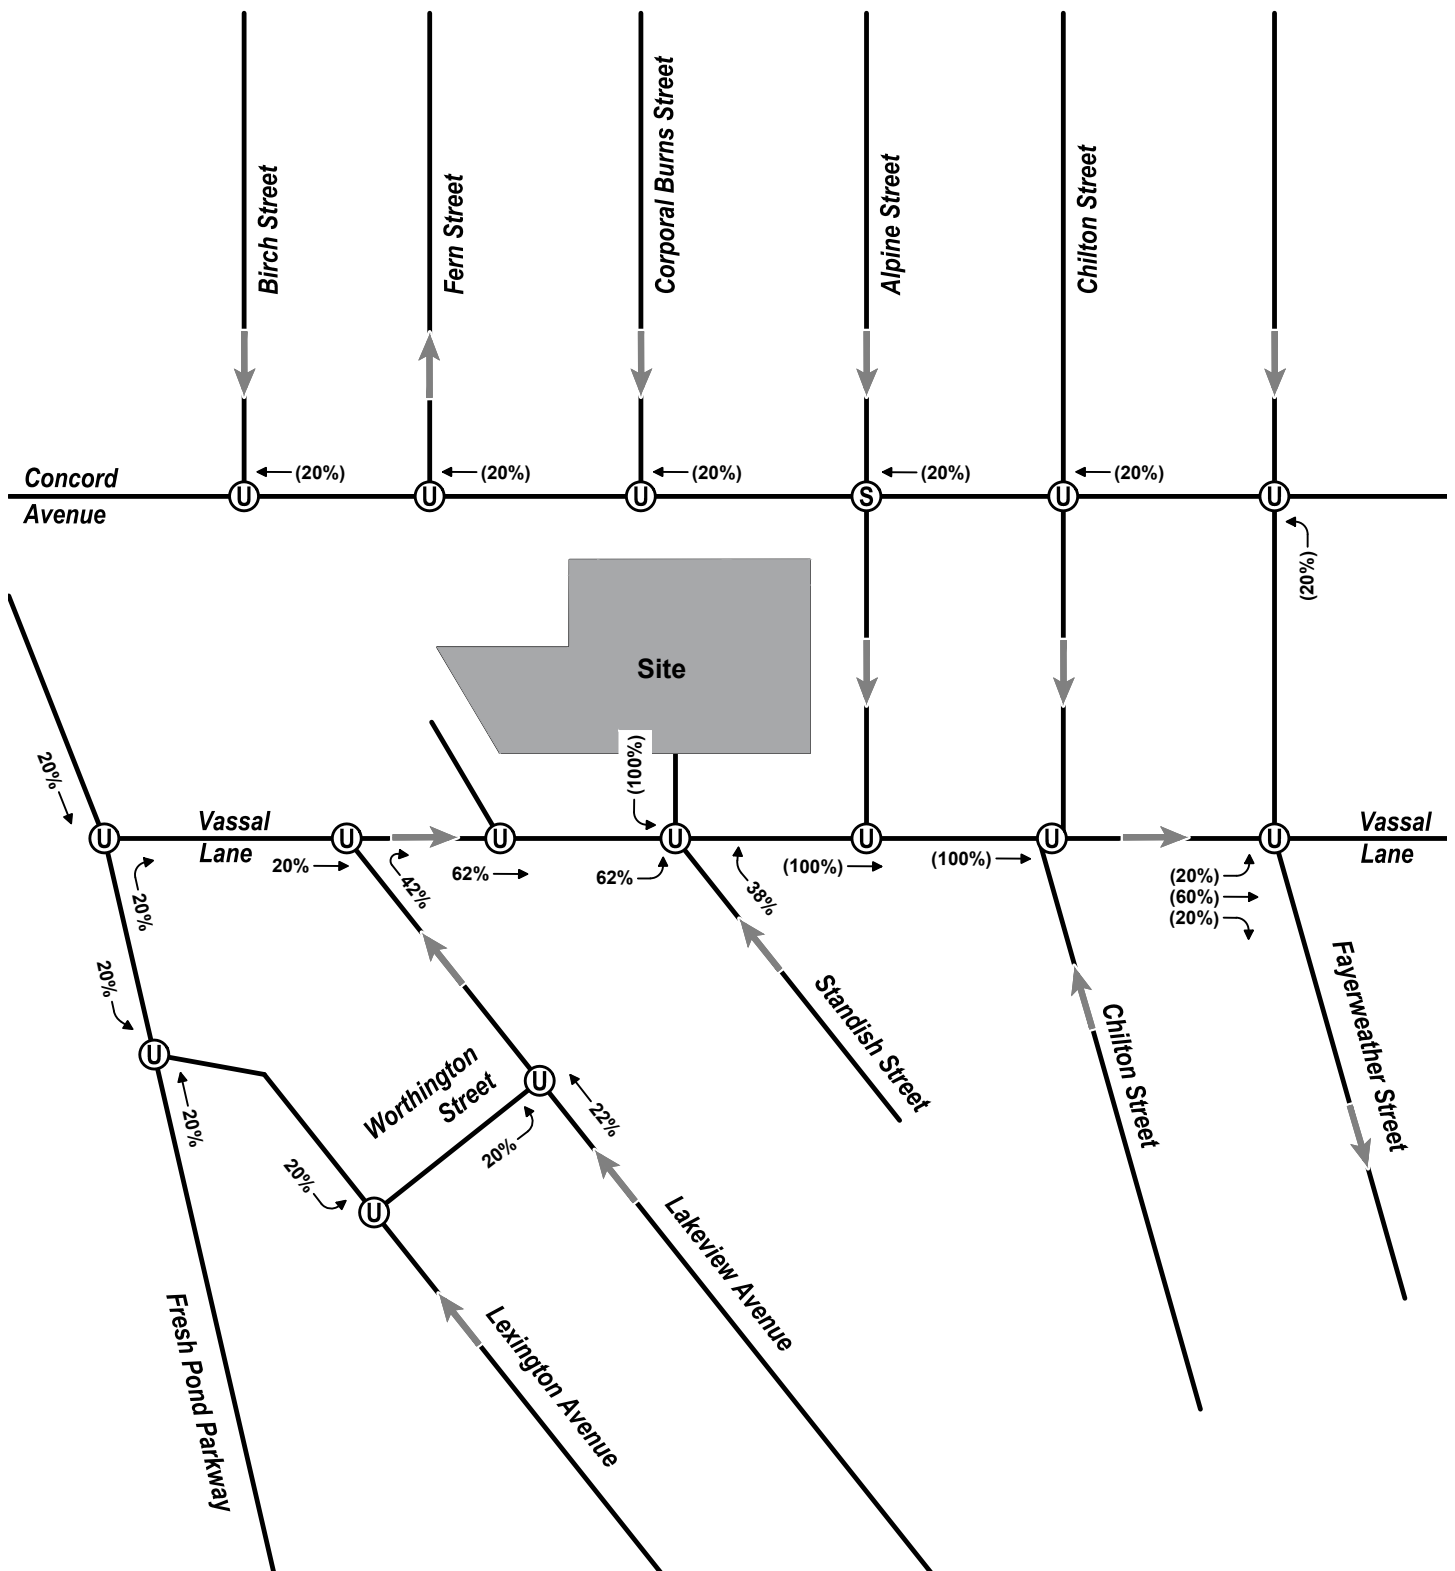 Birch Street
Fern Street
Corporal Burns Street
Alpine Street
Chilton Street
Concord
Avenue
(20%)
(20%)
(20%)
(20%)
(20%)
U
U
U
S
U
U
(20%)
Site
(100%)
20%
Vassal
Lane
Vassal
Lane
U
U
U
U
U
U
U
20%
20%
42%
62%
62%
38%
(100%)
(100%)
(20%)
(60%)
(20%)
20%
U
20%
Worthington
Street
U
22%
20%
20%
U
Standish Street
Chilton Street
Fayerweather Street
Lakeview Avenue
Lexington Avenue
Fresh Pond Parkway